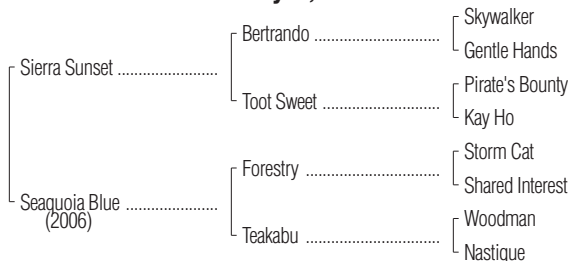 Skywalker
Bertrando ........................................
Gentle Hands
Sierra Sunset ................................
Pirate's Bounty
Toot Sweet ........................................
Kay Ho
Storm Cat
Forestry ........................................
Shared Interest
Seaquoia Blue ................................
(2006)
Woodman
Teakabu ........................................
Nastique